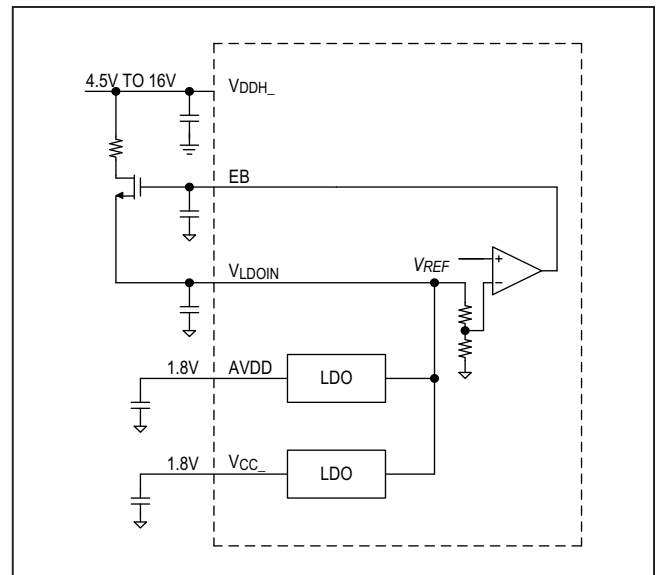 4.5V TO 16V
VDDH_
EB
VLDOIN
VREF
+
−
1.8V
AVDD
LDO
1.8V
VCC_
LDO